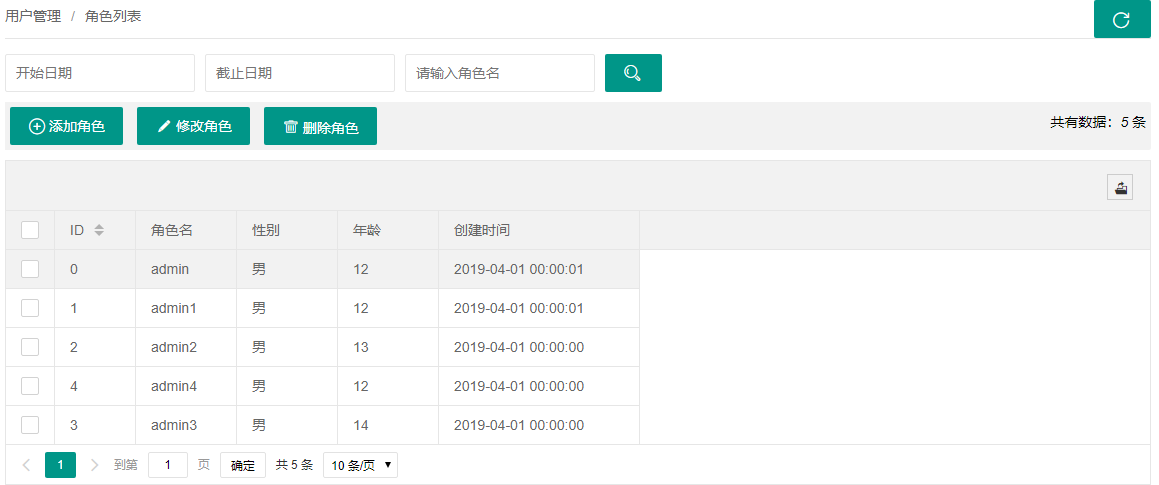 用户管理 / 角色列表
开始日期 截止日期 请输入角色名
添加角色 修改角色 删除角色 共有数据：5 条
ID 角色名 性别 年龄 创建时间
0 admin 男 12 2019-04-01 00:00:01
1 admin1 男 12 2019-04-01 00:00:01
2 admin2 男 13 2019-04-01 00:00:00
4 admin4 男 12 2019-04-01 00:00:00
3 admin3 男 14 2019-04-01 00:00:00
1 到第 1 页 确定 共 5 条 10 条/页